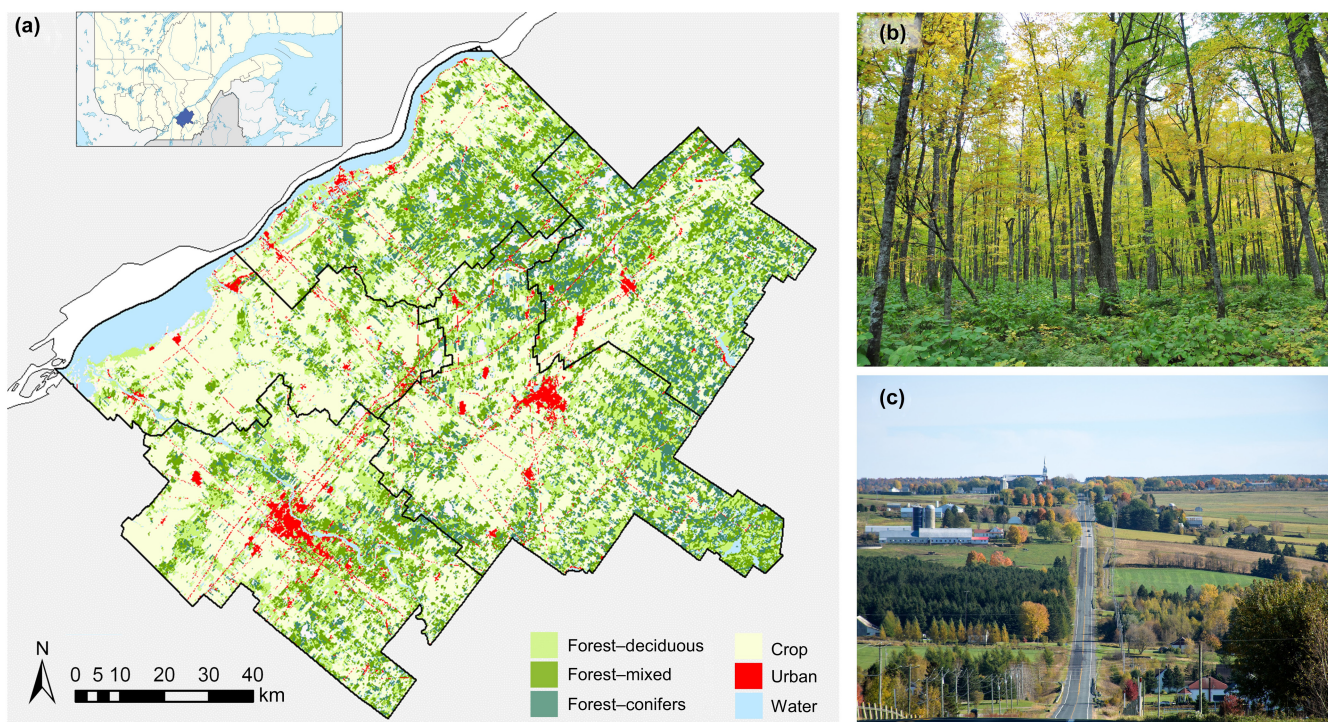 (a)
(b)
(c)
N
0 5 10 20 30 40
km
Forest–deciduous
Forest–mixed
Forest–conifers
Crop
Urban
Water